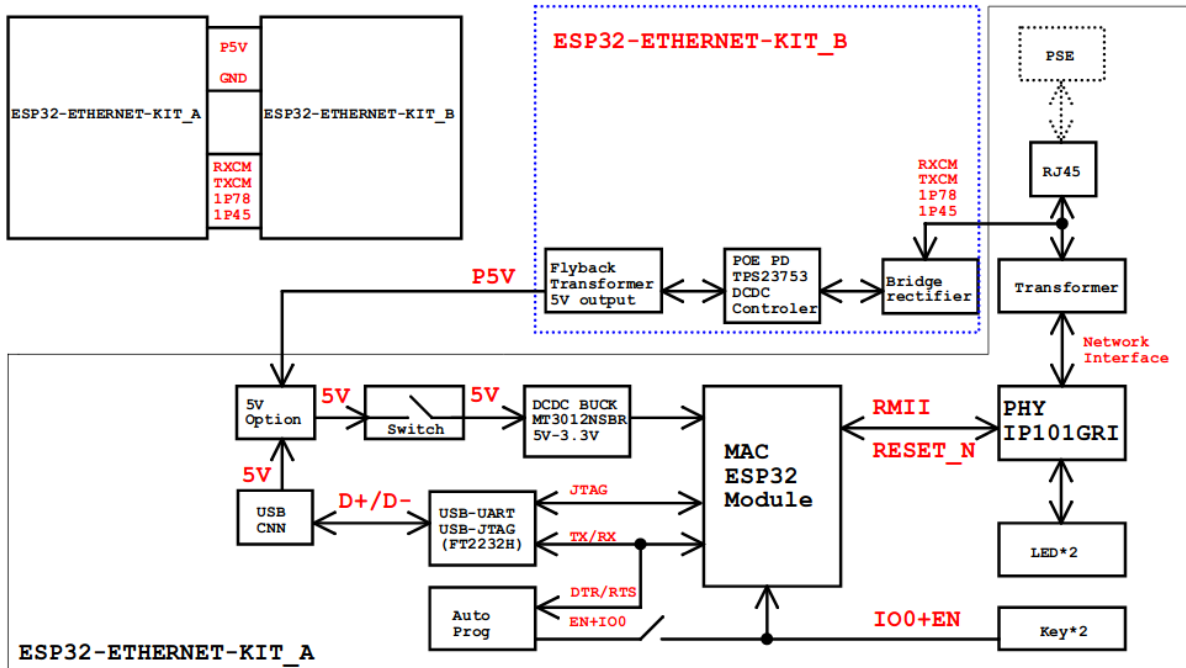 P5V
GND
ESP32-ETHERNET-KIT_A
ESP32-ETHERNET-KIT_B
RXCM
TXCM
1P78
1P45
ESP32-ETHERNET-KIT_B
PSE
RJ45
RXCM
TXCM
1P78
1P45
P5V
Flyback
Transformer
5V output
POE PD
TPS23753
DCDC
Controler
Bridge
rectifier
Transformer
Network
Interface
5V
Option
5V
Switch
5V
DCDC BUCK
MT3012NSBR
5V-3.3V
MAC
ESP32
Module
RMII
RESET_N
PHY
IP101GRI
5V
USB
CNN
D+/D-
USB-UART
USB-JTAG
(FT2232H)
JTAG
TX/RX
LED*2
DTR/RTS
EN+IO0
Auto
Prog
IO0+EN
Key*2
ESP32-ETHERNET-KIT_A